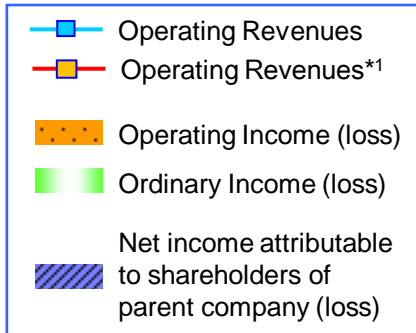 Operating Revenues
Operating Revenues*1
Operating Income (loss)
Ordinary Income (loss)
Net income attributable
to shareholders of
parent company (loss)